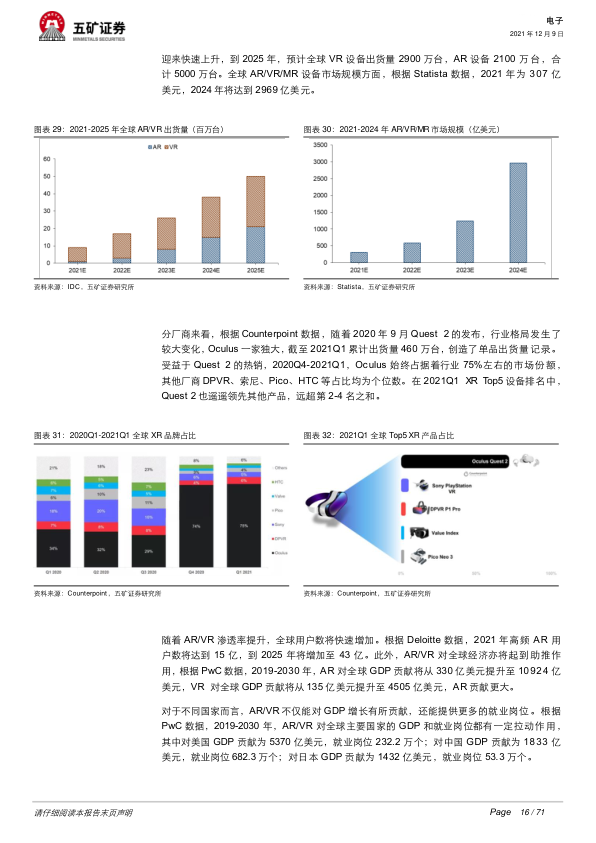 五矿证券
MINMETALS SECURITIES
电子
2021 年 12 月 9 日
迎来快速上升，到 2025 年，预计全球 VR 设备出货量 2900 万台，AR 设备 2100 万台，合
计 5000 万台。全球 AR/VR/MR 设备市场规模方面，根据 Statista 数据，2021 年为 307 亿
美元，2024 年将达到 2969 亿美元。
图表 29：2021-2025 年全球 AR/VR 出货量（百万台）
AR VR
60
50
40
30
20
10
0
2021E 2022E 2023E 2024E 2025E
资料来源：IDC，五矿证券研究所
图表 30：2021-2024 年 AR/VR/MR 市场规模（亿美元）
3500
3000
2500
2000
1500
1000
500
0
2021E 2022E 2023E 2024E
资料来源：Statista，五矿证券研究所
分厂商来看，根据 Counterpoint 数据，随着 2020 年 9 月 Quest 2 的发布，行业格局发生了
较大变化，Oculus 一家独大，截至 2021Q1 累计出货量 460 万台，创造了单品出货量记录。
受益于 Quest 2 的热销，2020Q4-2021Q1，Oculus 始终占据着行业 75%左右的市场份额，
其他厂商 DPVR、索尼、Pico、HTC 等占比均为个位数。在 2021Q1 XR Top5 设备排名中，
Quest 2 也遥遥领先其他产品，远超第 2-4 名之和。
图表 31：2020Q1-2021Q1 全球 XR 品牌占比
21% 18% 23%
34% 32% 29% 74% 75%
Others
HTC
Valve
Pico
Sony
DPVR
Oculus
Q1 2020 Q2 2020 Q3 2020 Q4 2020 Q1 2021
资料来源：Counterpoint，五矿证券研究所
图表 32：2021Q1 全球 Top5 XR 产品占比
Oculus Quest 2
Counterpoint
Sony PlayStation
VR
DPVR P1 Pro
Valve Index
Pico Neo 3
0% 50% 100%
资料来源：Counterpoint，五矿证券研究所
随着 AR/VR 渗透率提升，全球用户数将快速增加。根据 Deloitte 数据，2021 年高频 AR 用
户数将达到 15 亿，到 2025 年将增加至 43 亿。此外，AR/VR 对全球经济亦将起到助推作
用，根据 PwC 数据，2019-2030 年，AR 对全球 GDP 贡献将从 330 亿美元提升至 10924 亿
美元，VR 对全球 GDP 贡献将从 135 亿美元提升至 4505 亿美元，AR 贡献更大。
对于不同国家而言，AR/VR 不仅能对 GDP 增长有所贡献，还能提供更多的就业岗位。根据
PwC 数据，2019-2030 年，AR/VR 对全球主要国家的 GDP 和就业岗位都有一定拉动作用，
其中对美国 GDP 贡献为 5370 亿美元，就业岗位 232.2 万个；对中国 GDP 贡献为 1833 亿
美元，就业岗位 682.3 万个；对日本 GDP 贡献为 1432 亿美元，就业岗位 53.3 万个。
请仔细阅读本报告末页声明
Page 16 / 71